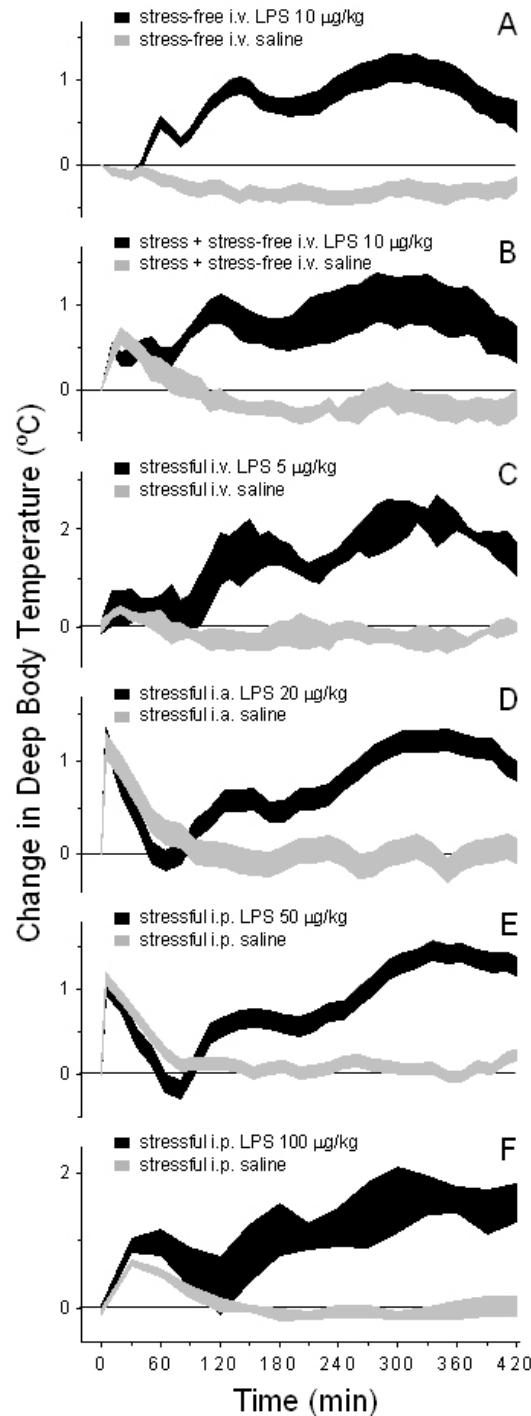 A
stress-free i.v. LPS 10 µg/kg
stress-free i.v. saline
1
0
B
stress + stress-free i.v. LPS 10 µg/kg
stress + stress-free i.v. saline
1
0
C
stressful i.v. LPS 5 µg/kg
stressful i.v. saline
2
1
0
D
stressful i.a. LPS 20 µg/kg
stressful i.a. saline
1
0
E
stressful i.p. LPS 50 µg/kg
stressful i.p. saline
1
0
F
stressful i.p. LPS 100 µg/kg
stressful i.p. saline
2
1
0
Change in Deep Body Temperature (ºC)
0 60 120 180 240 300 360 420
Time (min)